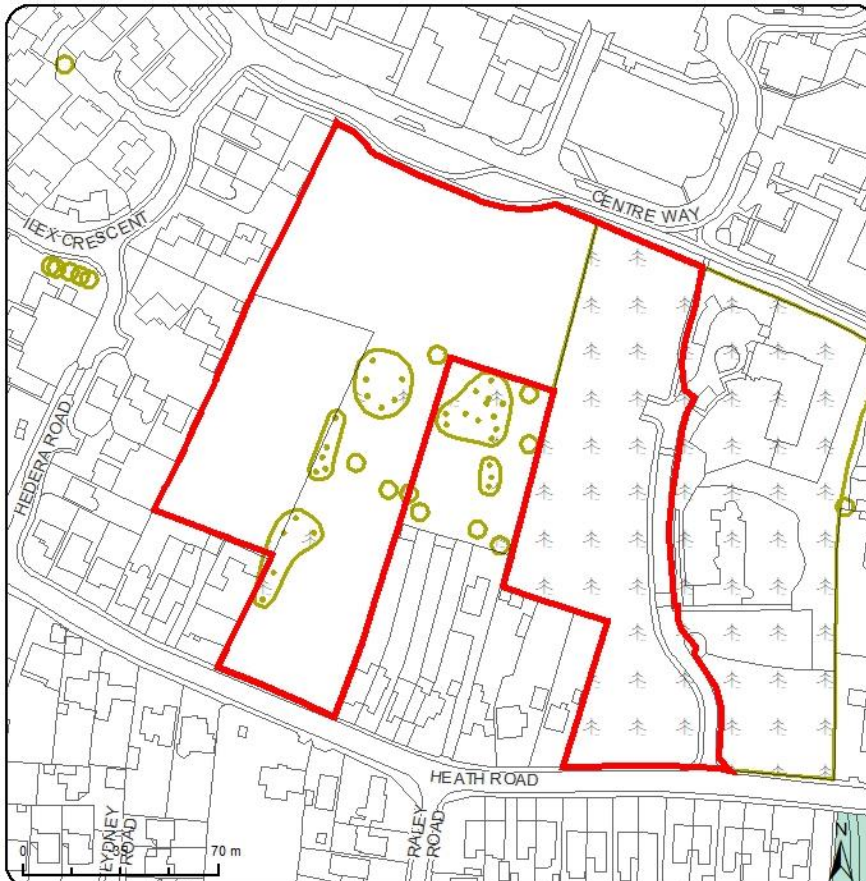 CENTRE WAY
ILEX CRESCENT
HEDERA ROAD
HEATH ROAD
LYDNEY
ROAD
RALEY
ROAD
0 35 70 m
N